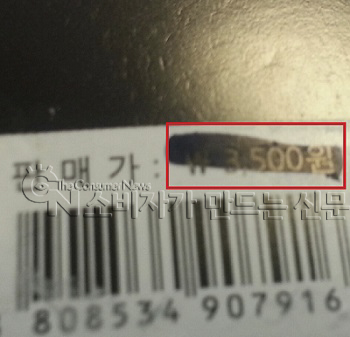 판매가: ₩ 3,500원
The Consumer News
CN 소비자가 만드는 신문
808534 907916